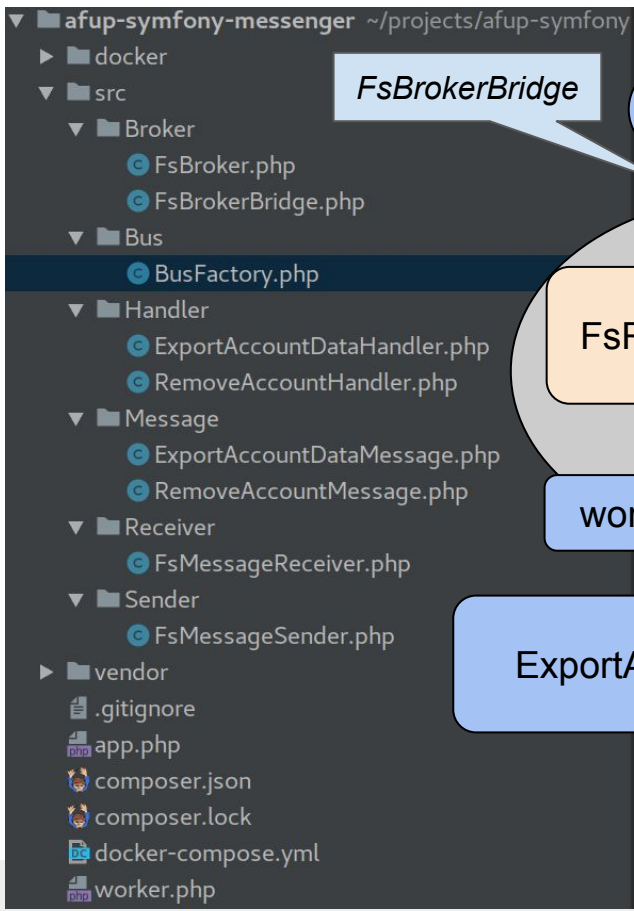 afup-symfony-messenger ~/projects/afup-symfony
docker
src
FsBrokerBridge
Broker
FsBroker.php
FsBrokerBridge.php
Bus
BusFactory.php
Handler
ExportAccountDataHandler.php
RemoveAccountHandler.php
Message
ExportAccountDataMessage.php
RemoveAccountMessage.php
Receiver
FsMessageReceiver.php
Sender
FsMessageSender.php
vendor
.gitignore
app.php
composer.json
composer.lock
docker-compose.yml
worker.php